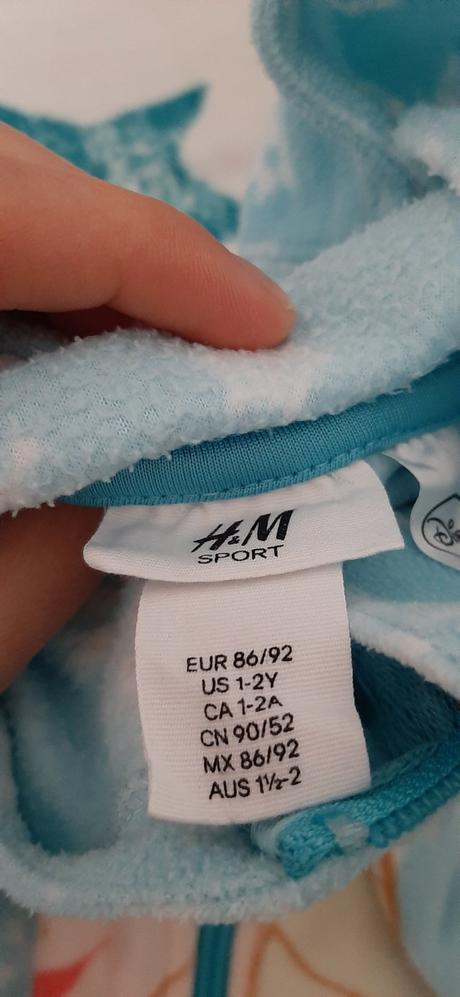 H&M
SPORT
EUR 86/92
US 1-2Y
CA 1-2A
CN 90/52
MX 86/92
AUS 1½-2